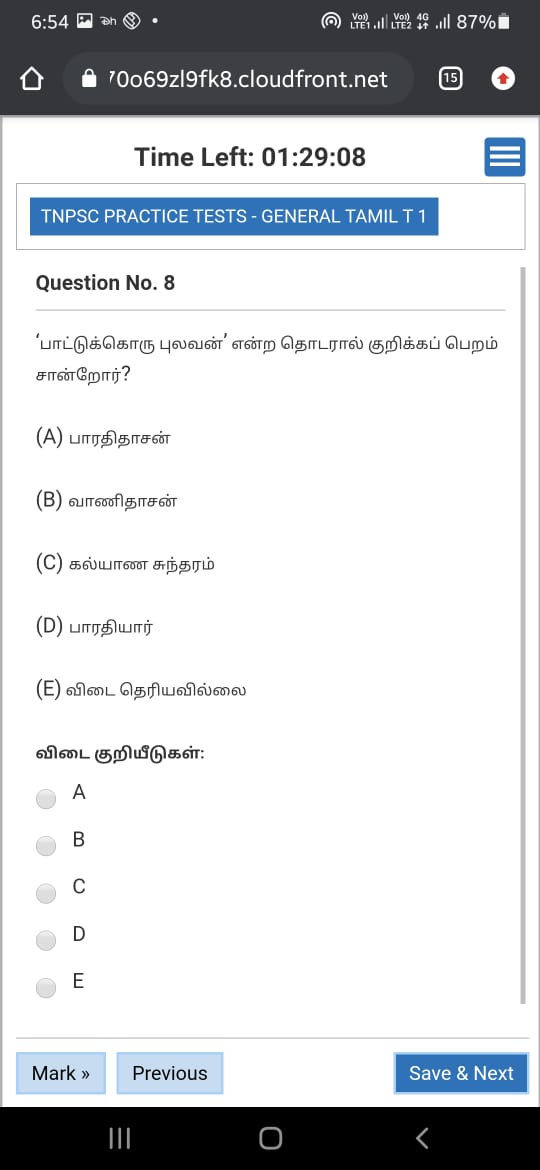 6:54
Vo)) LTE1 Vo)) LTE2 4G 87%
70o69zl9fk8.cloudfront.net
15
Time Left: 01:29:08
TNPSC PRACTICE TESTS - GENERAL TAMIL T 1
Question No. 8
‘பாட்டுக்கொரு புலவன்’ என்ற தொடரால் குறிக்கப் பெறம்
சான்றோர்?
(A) பாரதிதாசன்
(B) வாணிதாசன்
(C) கல்யாண சுந்தரம்
(D) பாரதியார்
(E) விடை தெரியவில்லை
விடை குறியீடுகள்:
A
B
C
D
E
Mark »
Previous
Save & Next